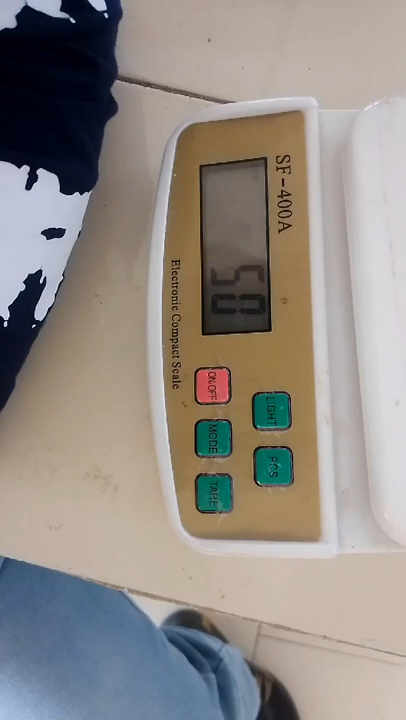 SF-400A
50
Electronic Compact Scale
LIGHT
PCS
ON/OFF
MODE
TARE